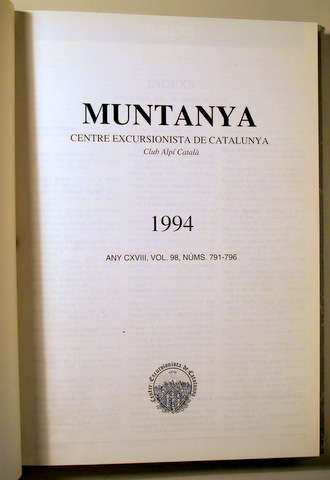 INDEXS
MUNTANYA
CENTRE EXCURSIONISTA DE CATALUNYA
Club Alpí Català
1994
ANY CXVIII, VOL. 98, NÚMS. 791-796
Centre Excursionista de Catalunya